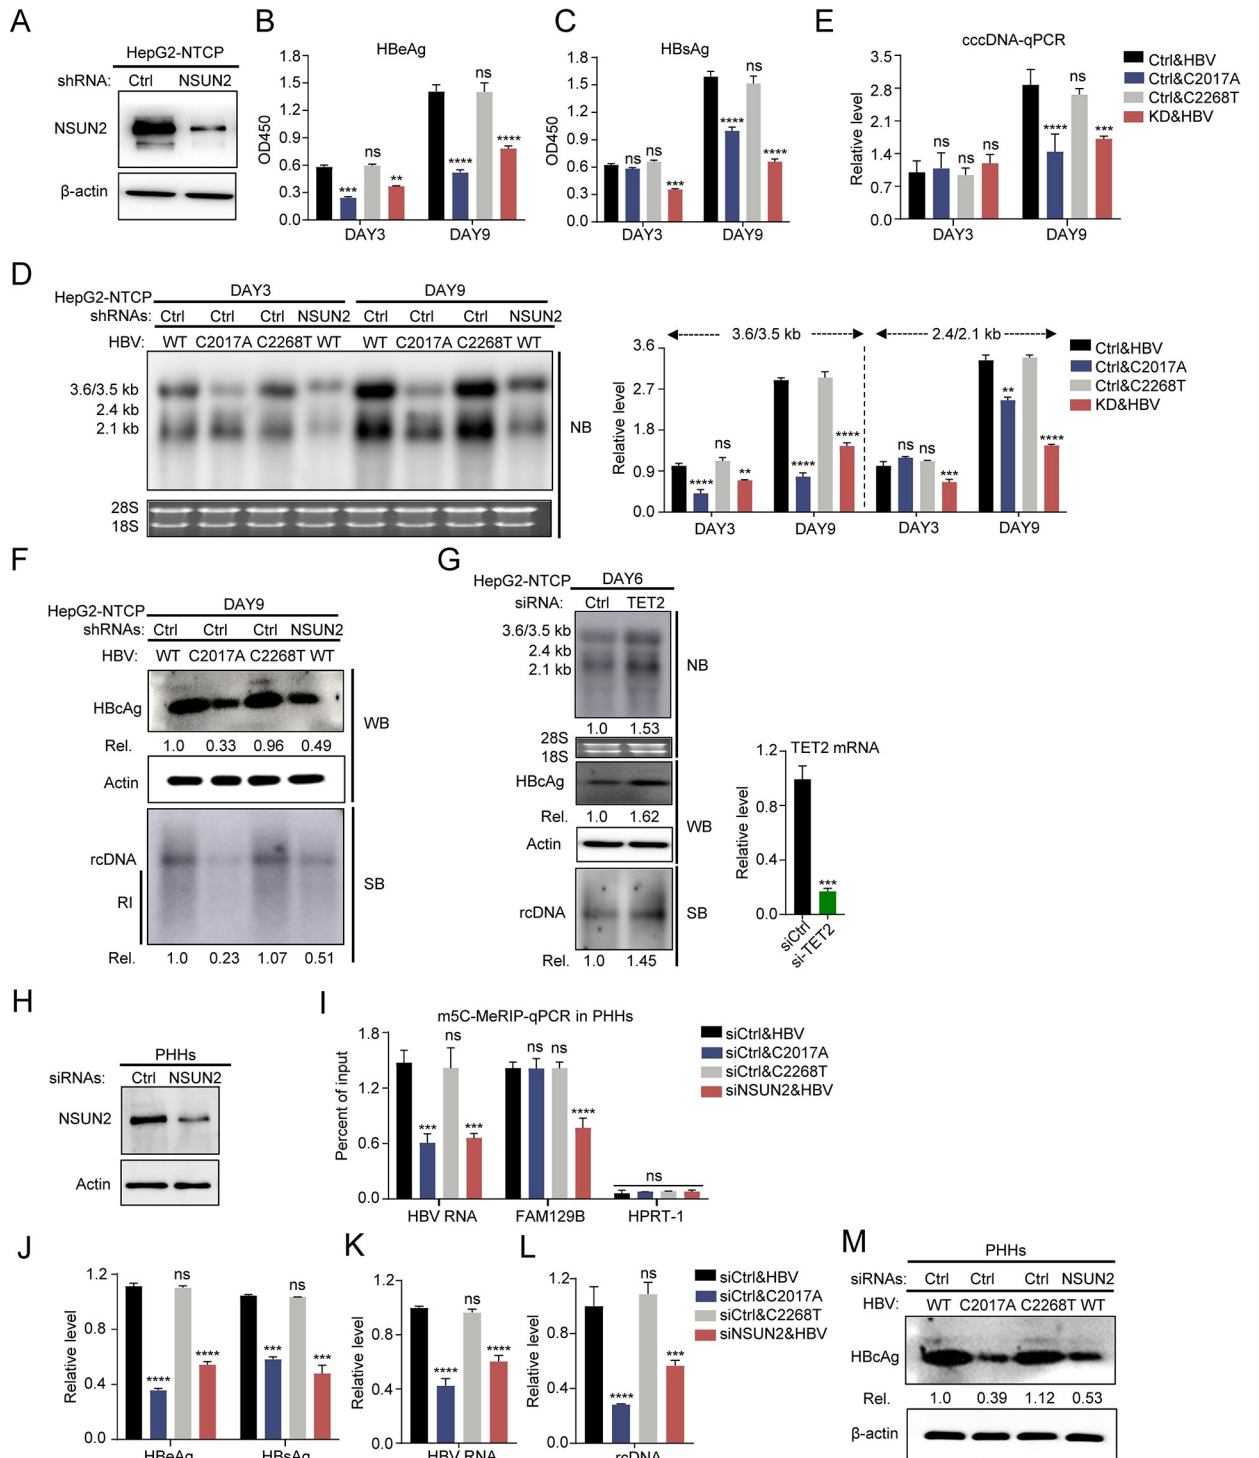 A
HepG2-NTCP
shRNA: Ctrl NSUN2
NSUN2
β-actin
B
HBeAg
OD450
1.8
1.5
1.2
0.9
0.6
0.3
0.0
*** ns ** **** ns ****
DAY3 DAY9
C
HBsAg
OD450
1.8
1.5
1.2
0.9
0.6
0.3
0.0
ns ns *** **** ns ****
DAY3 DAY9
E
cccDNA-qPCR
Relative level
3.5
2.8
2.1
1.4
0.7
0.0
ns ns ns **** ns ***
DAY3 DAY9
Ctrl&HBV
Ctrl&C2017A
Ctrl&C2268T
KD&HBV
D
HepG2-NTCP DAY3 DAY9
shRNAs: Ctrl Ctrl Ctrl NSUN2 Ctrl Ctrl Ctrl NSUN2
HBV: WT C2017A C2268T WT WT C2017A C2268T WT
3.6/3.5 kb
2.4 kb
2.1 kb
NB
28S
18S
3.6/3.5 kb 2.4/2.1 kb
Relative level
3.6
2.7
1.8
0.9
0.0
**** ns ** **** **** ns ns *** ** ****
DAY3 DAY9 DAY3 DAY9
Ctrl&HBV
Ctrl&C2017A
Ctrl&C2268T
KD&HBV
F
HepG2-NTCP DAY9
shRNAs: Ctrl Ctrl Ctrl NSUN2
HBV: WT C2017A C2268T WT
HBcAg
WB
Rel. 1.0 0.33 0.96 0.49
Actin
rcDNA
RI
SB
Rel. 1.0 0.23 1.07 0.51
G
HepG2-NTCP DAY6
siRNA: Ctrl TET2
3.6/3.5 kb
2.4 kb
2.1 kb
NB
1.0 1.53
28S
18S
HBcAg
Rel. 1.0 1.62
WB
Actin
rcDNA
SB
Rel. 1.0 1.45
TET2 mRNA
Relative level
1.2
0.8
0.4
0.0
***
siCtrl
si-TET2
H
PHHs
siRNAs: Ctrl NSUN2
NSUN2
Actin
I
m5C-MeRIP-qPCR in PHHs
Percent of input
1.8
1.2
0.6
0.0
*** ns *** ns ns **** ns
HBV RNA FAM129B HPRT-1
siCtrl&HBV
siCtrl&C2017A
siCtrl&C2268T
siNSUN2&HBV
J
Relative level
1.2
0.8
0.4
0.0
**** ns **** *** ns ***
HBeAg HBsAg
K
Relative level
1.2
0.8
0.4
0.0
**** ns ****
HBV RNA
L
Relative level
1.2
0.8
0.4
0.0
**** ns ***
rcDNA
siCtrl&HBV
siCtrl&C2017A
siCtrl&C2268T
siNSUN2&HBV
M
PHHs
siRNAs: Ctrl Ctrl Ctrl NSUN2
HBV: WT C2017A C2268T WT
HBcAg
Rel. 1.0 0.39 1.12 0.53
β-actin